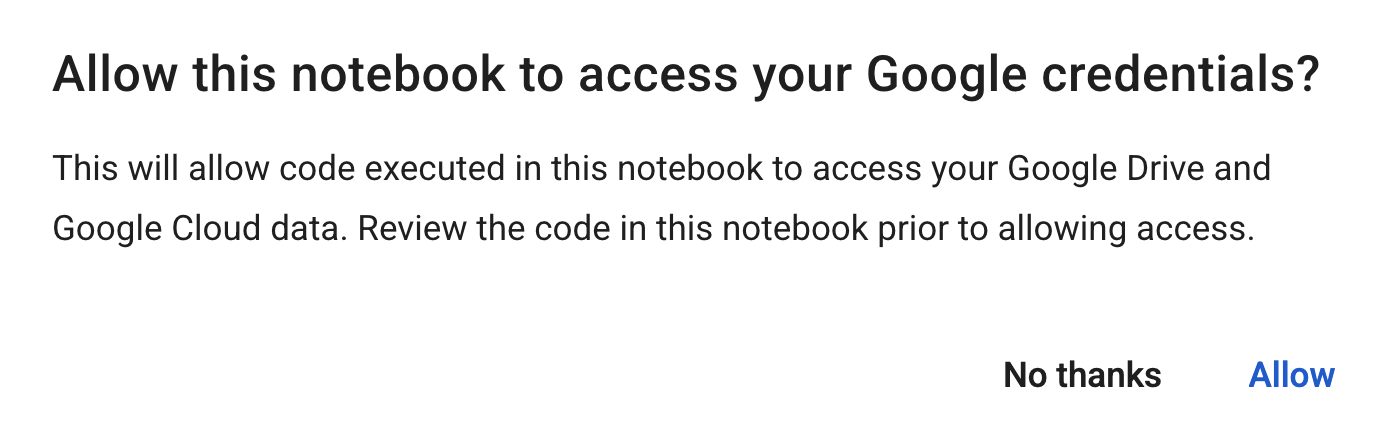 Allow this notebook to access your Google credentials?
This will allow code executed in this notebook to access your Google Drive and
Google Cloud data. Review the code in this notebook prior to allowing access.
No thanks Allow